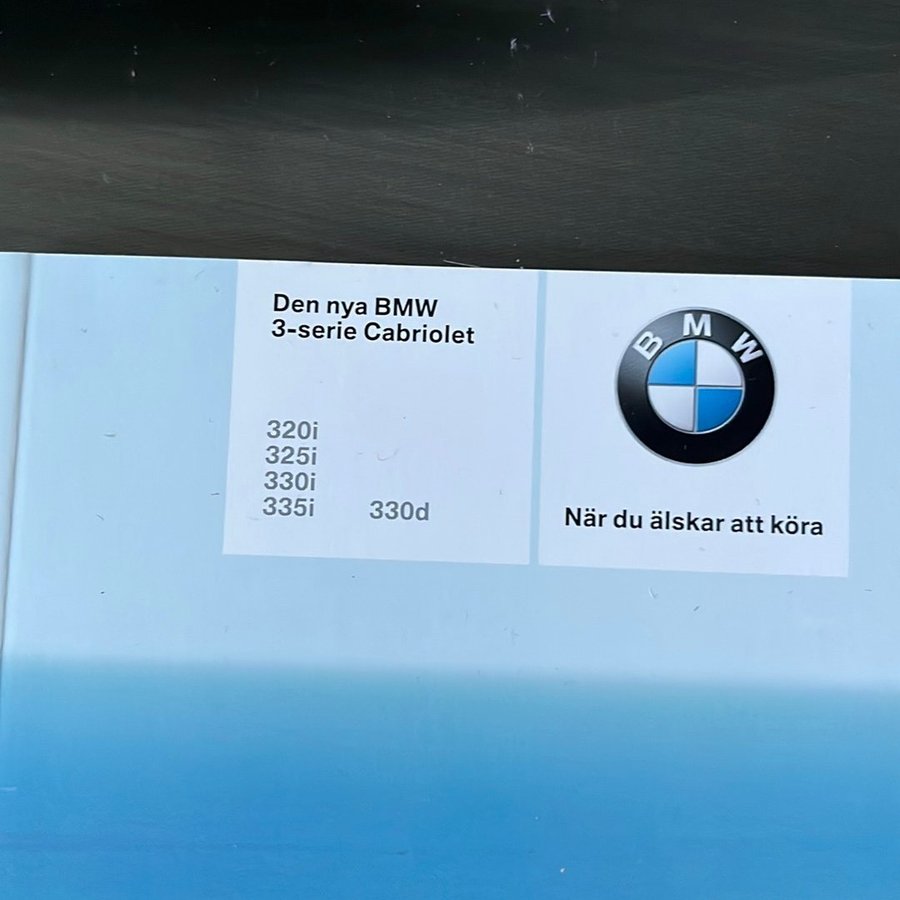 Den nya BMW
3-serie Cabriolet
320i
325i
330i
335i 330d
BMW
När du älskar att köra